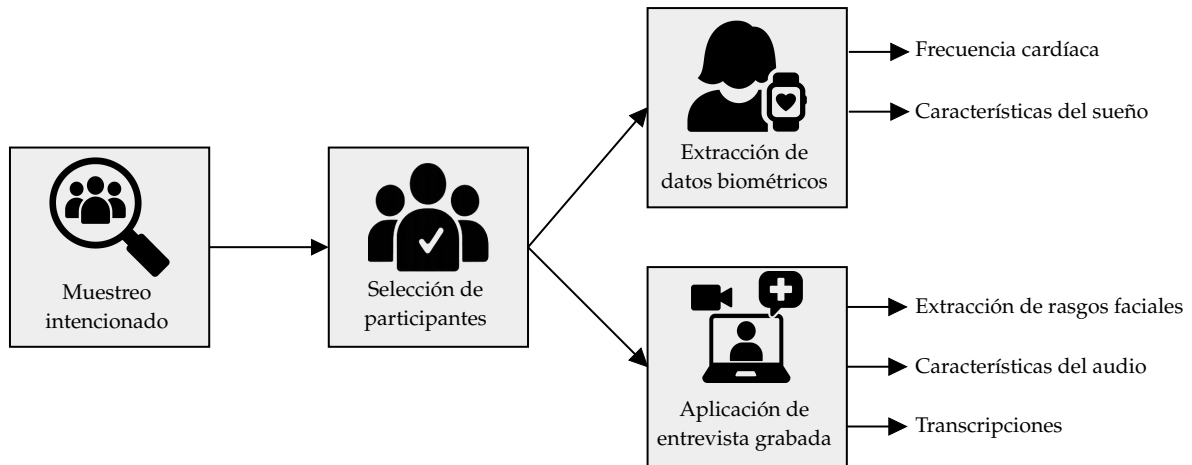 Muestreo
intencionado
Selección de
participantes
Extracción de
datos biométricos
Frecuencia cardíaca
Características del sueño
Aplicación de
entrevista grabada
Extracción de rasgos faciales
Características del audio
Transcripciones